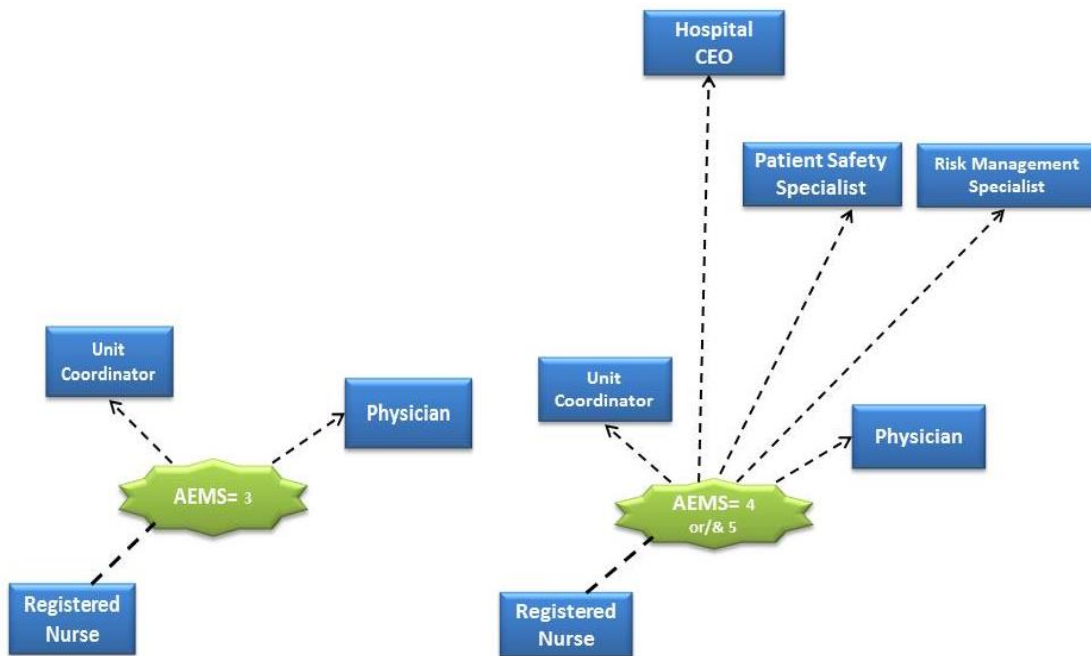 Hospital
CEO
Patient Safety
Specialist
Risk Management
Specialist
Unit
Coordinator
Physician
AEMS= 3
Registered
Nurse
Unit
Coordinator
Physician
AEMS= 4
or/& 5
Registered
Nurse